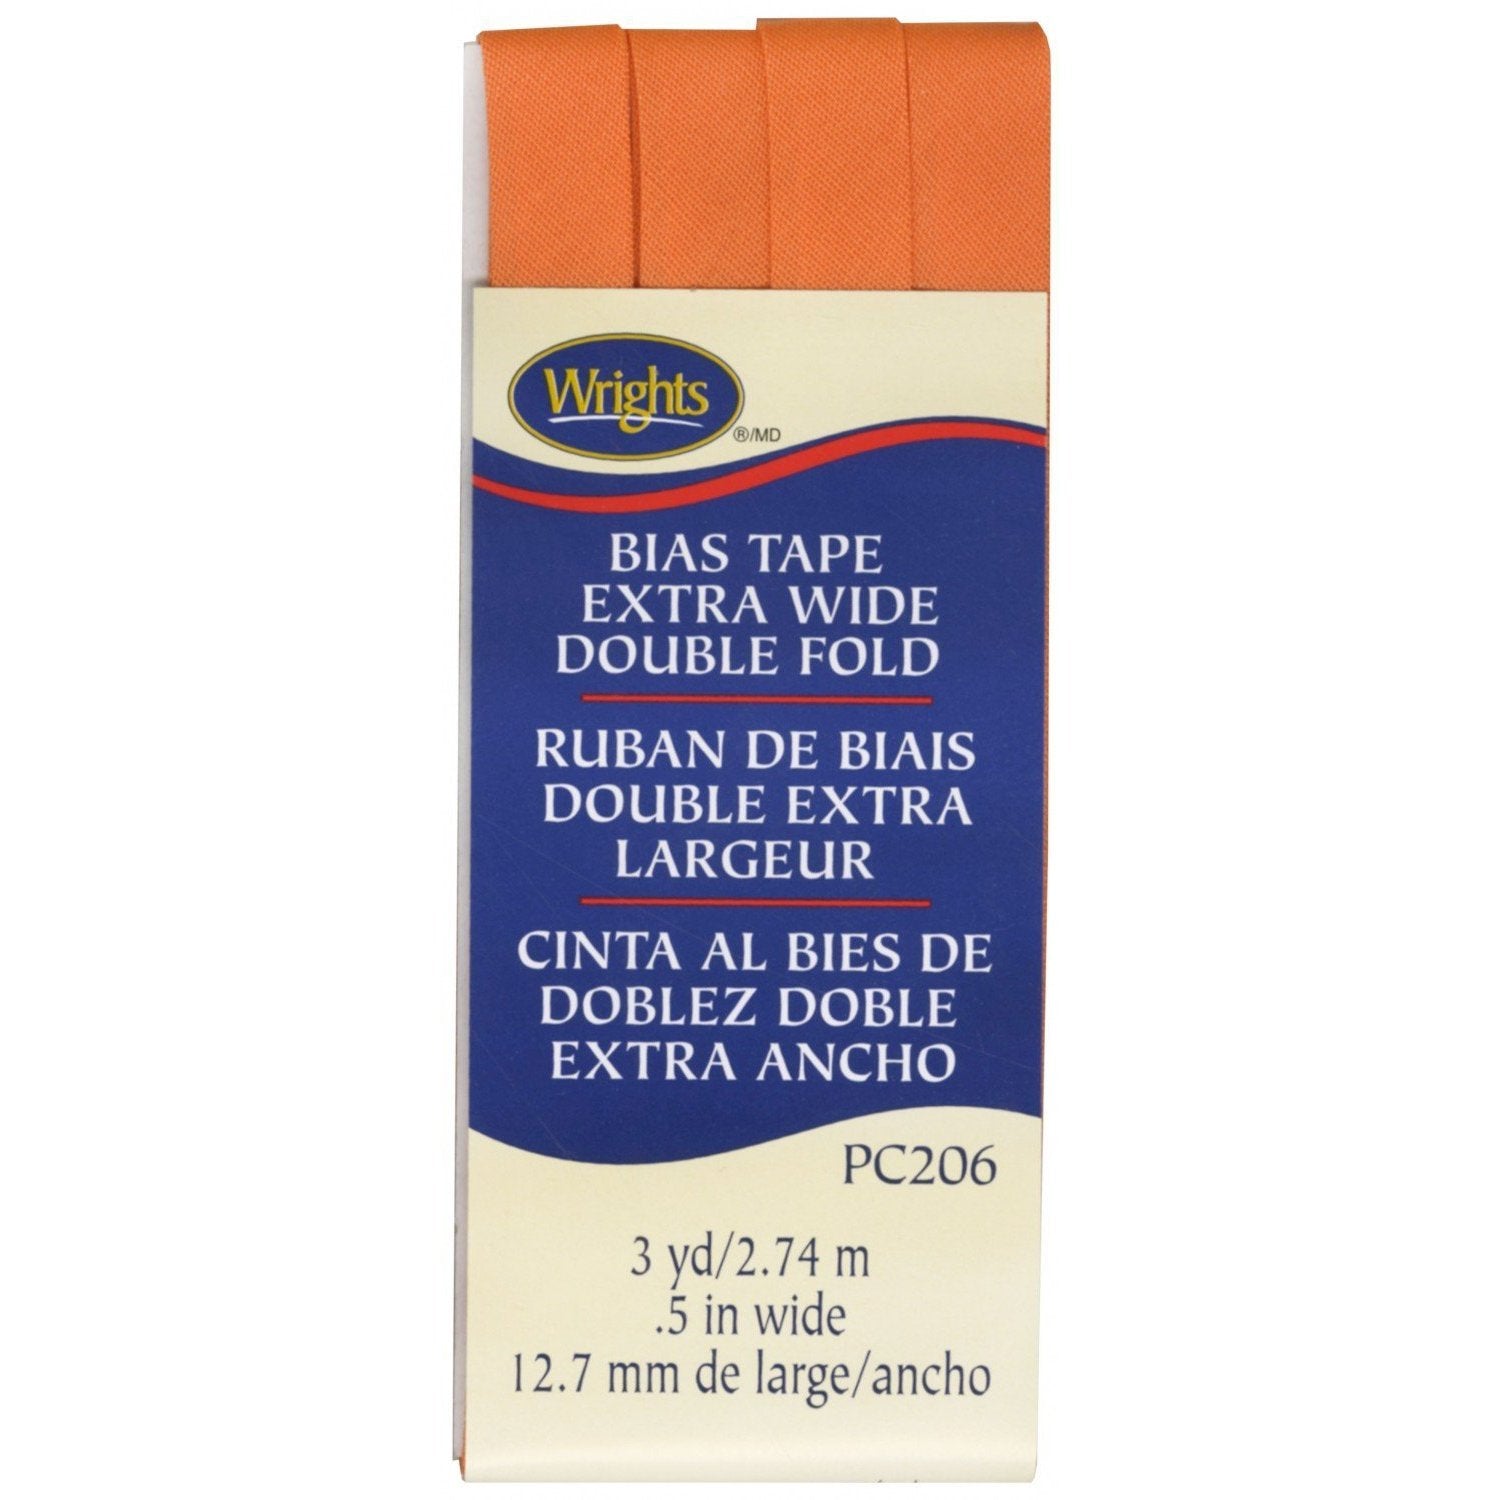 Wrights
®/MD
BIAS TAPE
EXTRA WIDE
DOUBLE FOLD
RUBAN DE BIAIS
DOUBLE EXTRA
LARGEUR
CINTA AL BIES DE
DOBLEZ DOBLE
EXTRA ANCHO
PC206
3 yd/2.74 m
.5 in wide
12.7 mm de large/ancho